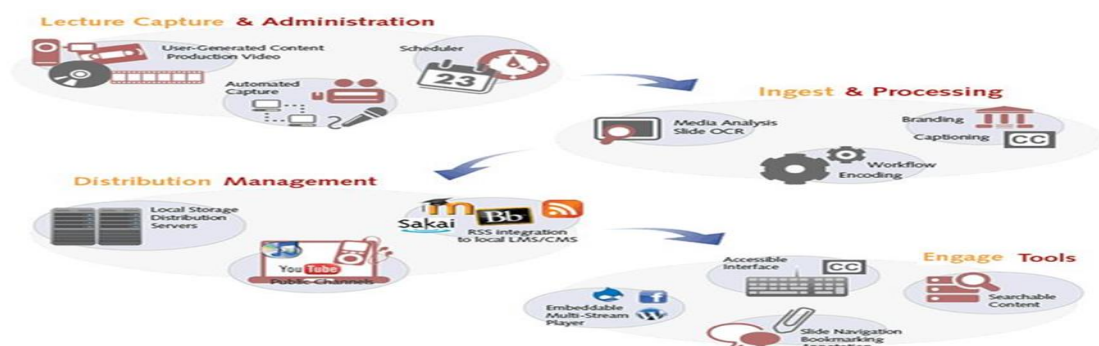 Lecture Capture & Administration
User-Generated Content
Production Video
Scheduler
23
Automated
Capture
Ingest & Processing
Media Analysis
Slide OCR
Branding
Captioning CC
Workflow
Encoding
Distribution Management
Local Storage
Distribution
Servers
Sakai
Bb
RSS integration
to local LMS/CMS
YouTube
Public Channels
Engage Tools
Accessible
Interface
CC
Searchable
Content
Embeddable
Multi-Stream
Player
Slide Navigation
Bookmarking
Annotation